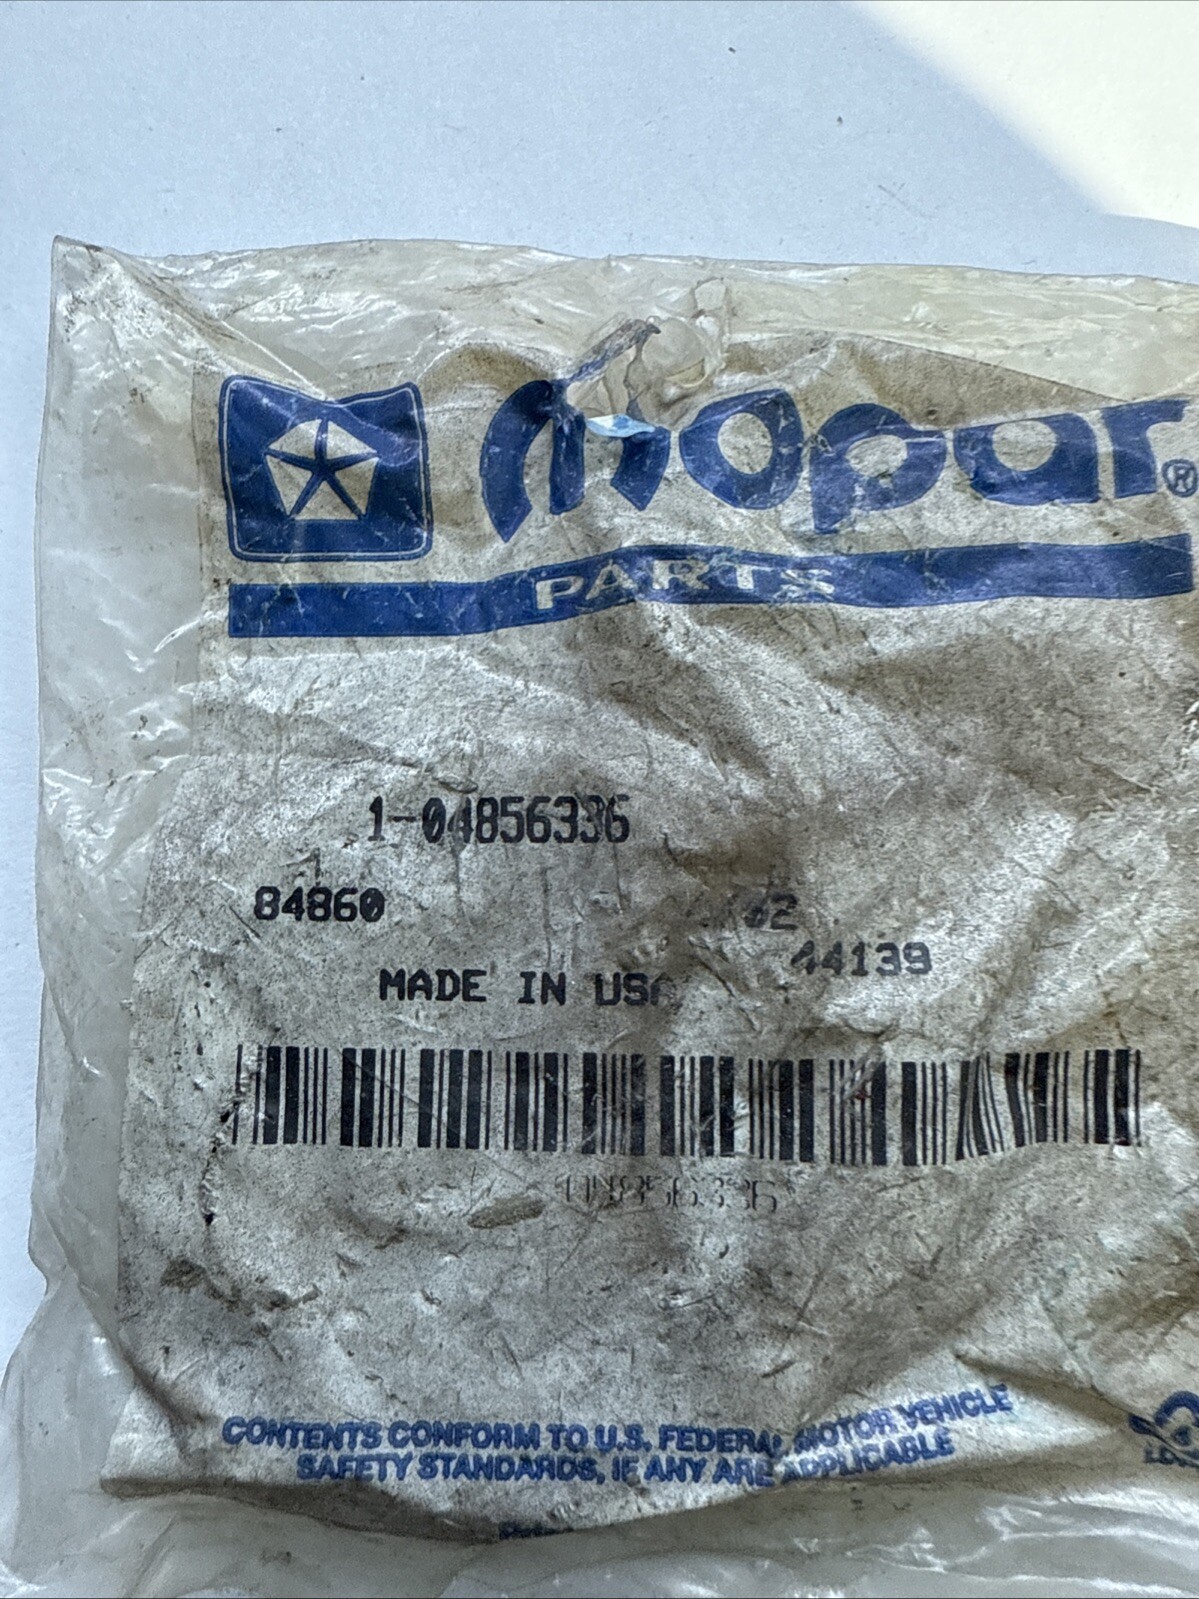 mopar®
PARTS
1-04856336
84860
44139
MADE IN USA
04856336
CONTENTS CONFORM TO U.S. FEDERAL MOTOR VEHICLE
SAFETY STANDARDS, IF ANY ARE APPLICABLE